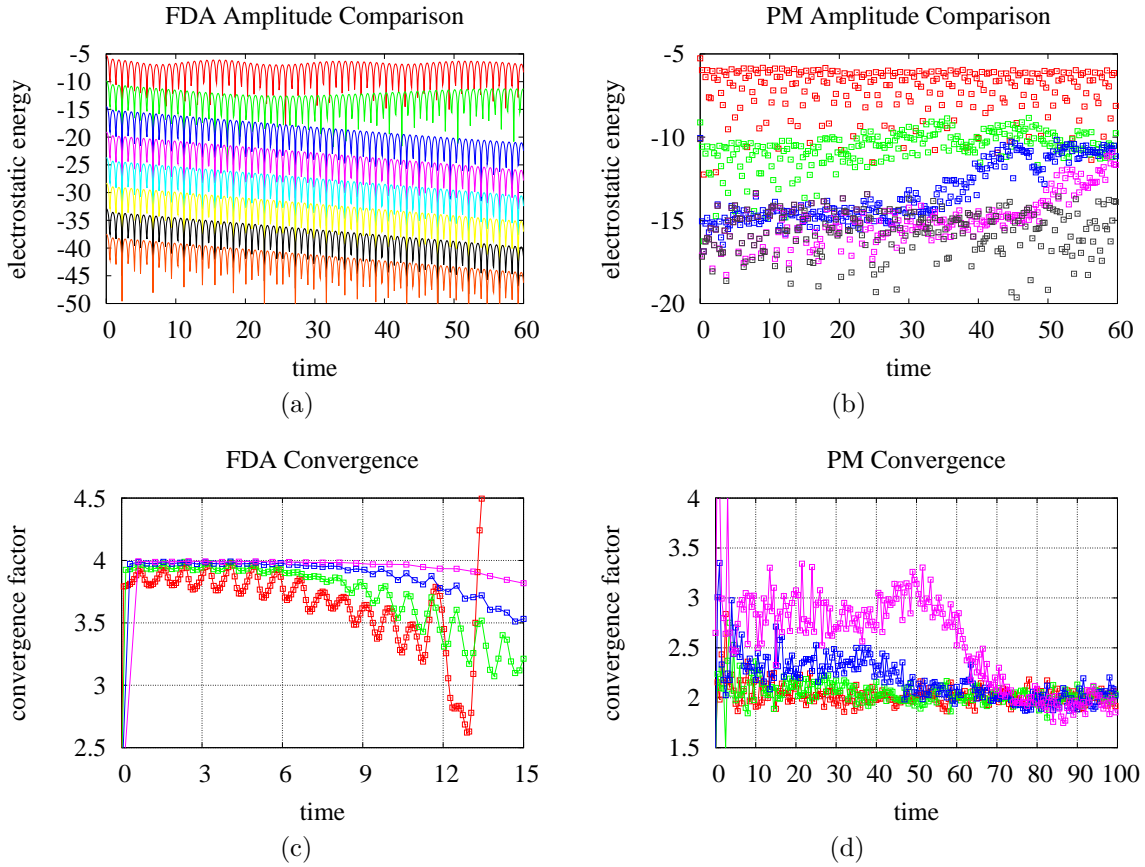 FDA Amplitude Comparison
PM Amplitude Comparison
electrostatic energy
-5
-10
-15
-20
-25
-30
-35
-40
-45
-50
0 10 20 30 40 50 60
time
(a)
electrostatic energy
-5
-10
-15
-20
0 10 20 30 40 50 60
time
(b)
FDA Convergence
PM Convergence
convergence factor
4.5
4
3.5
3
2.5
0 3 6 9 12 15
time
(c)
convergence factor
4
3.5
3
2.5
2
1.5
0 10 20 30 40 50 60 70 80 90 100
time
(d)